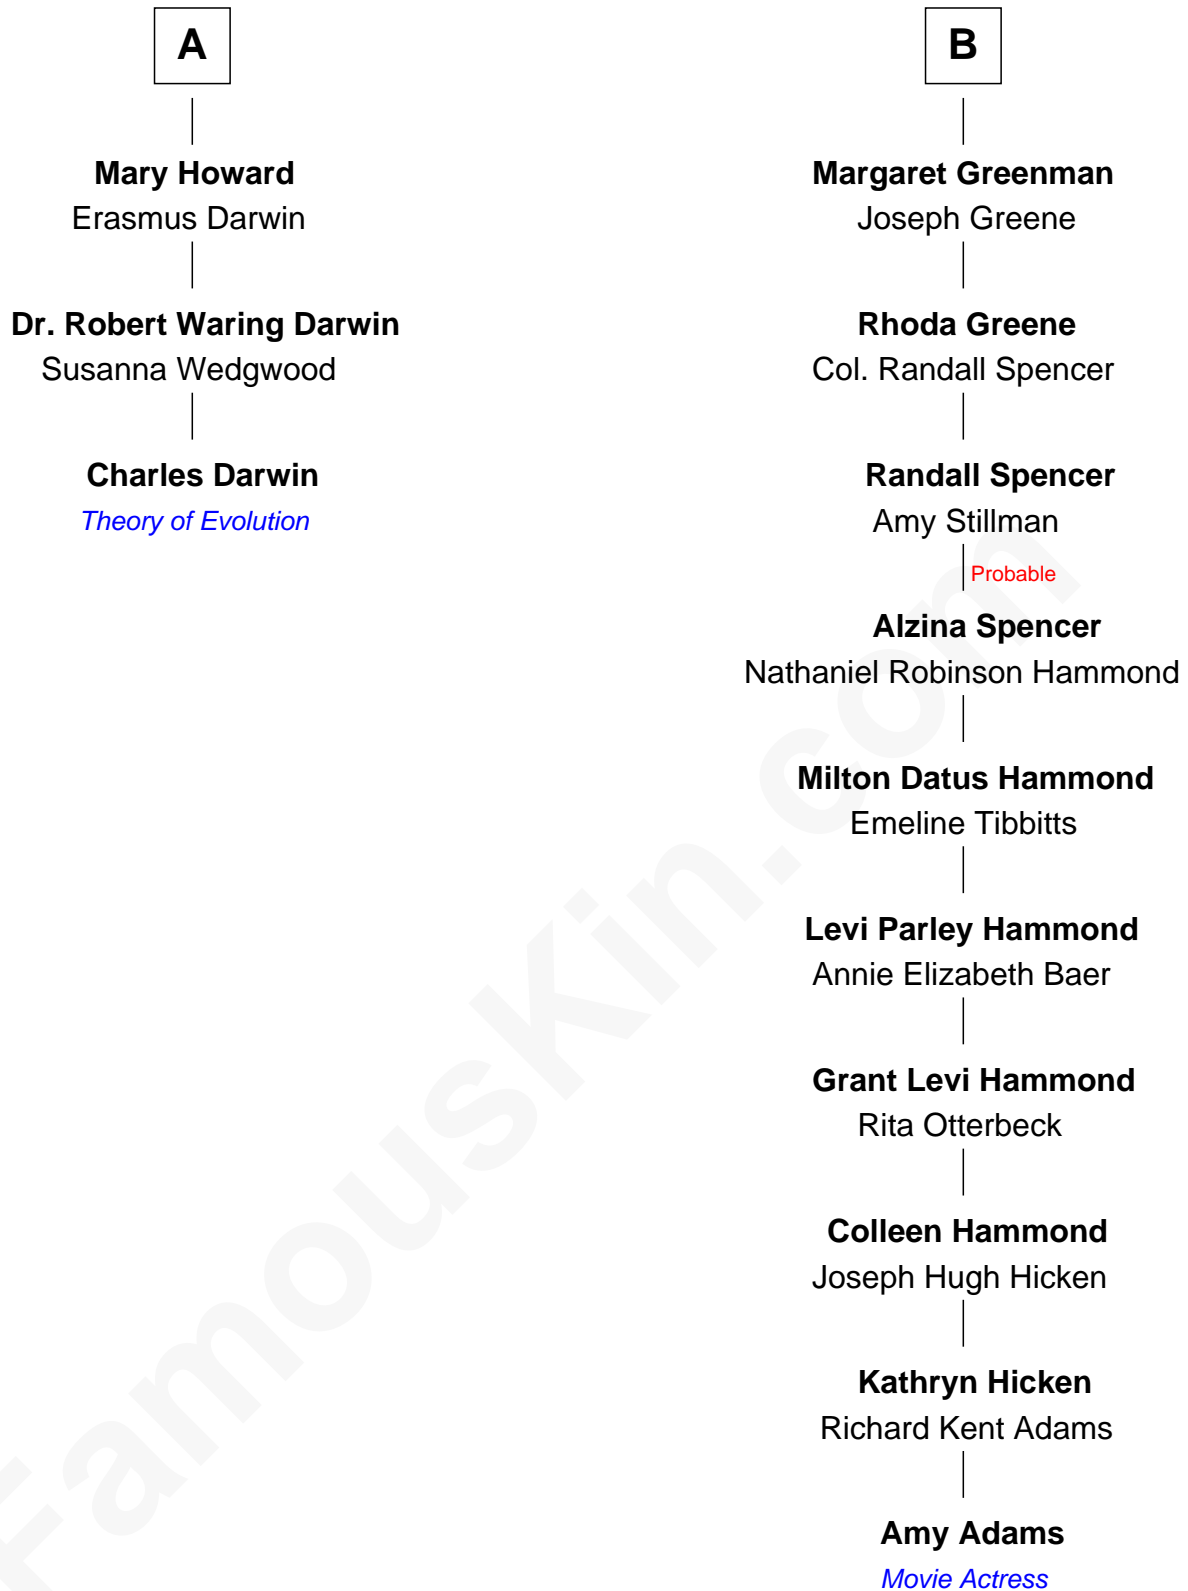 A
Mary Howard
Erasmus Darwin
Dr. Robert Waring Darwin
Susanna Wedgwood
Charles Darwin
Theory of Evolution
B
Margaret Greenman
Joseph Greene
Rhoda Greene
Col. Randall Spencer
Randall Spencer
Amy Stillman
Probable
Alzina Spencer
Nathaniel Robinson Hammond
Milton Datus Hammond
Emeline Tibbitts
Levi Parley Hammond
Annie Elizabeth Baer
Grant Levi Hammond
Rita Otterbeck
Colleen Hammond
Joseph Hugh Hicken
Kathryn Hicken
Richard Kent Adams
Amy Adams
Movie Actress
FamousKin.com